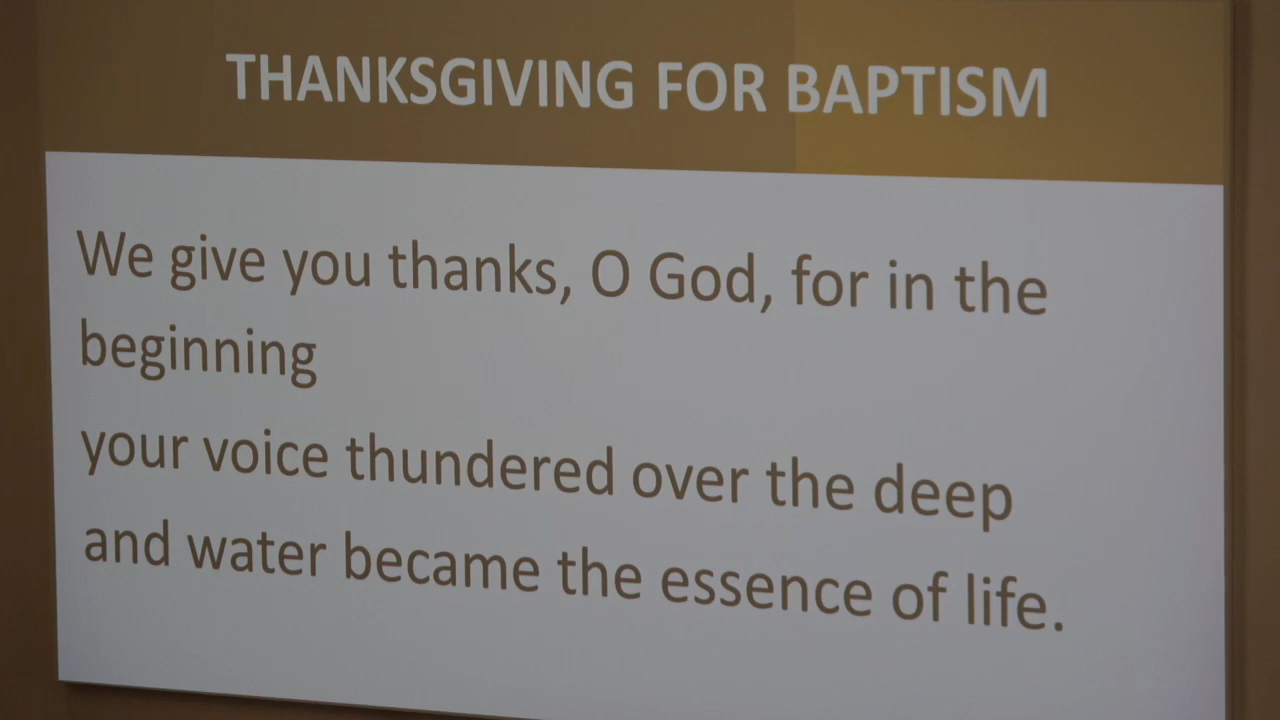 THANKSGIVING FOR BAPTISM
We give you thanks, O God, for in the
beginning
your voice thundered over the deep
and water became the essence of life.